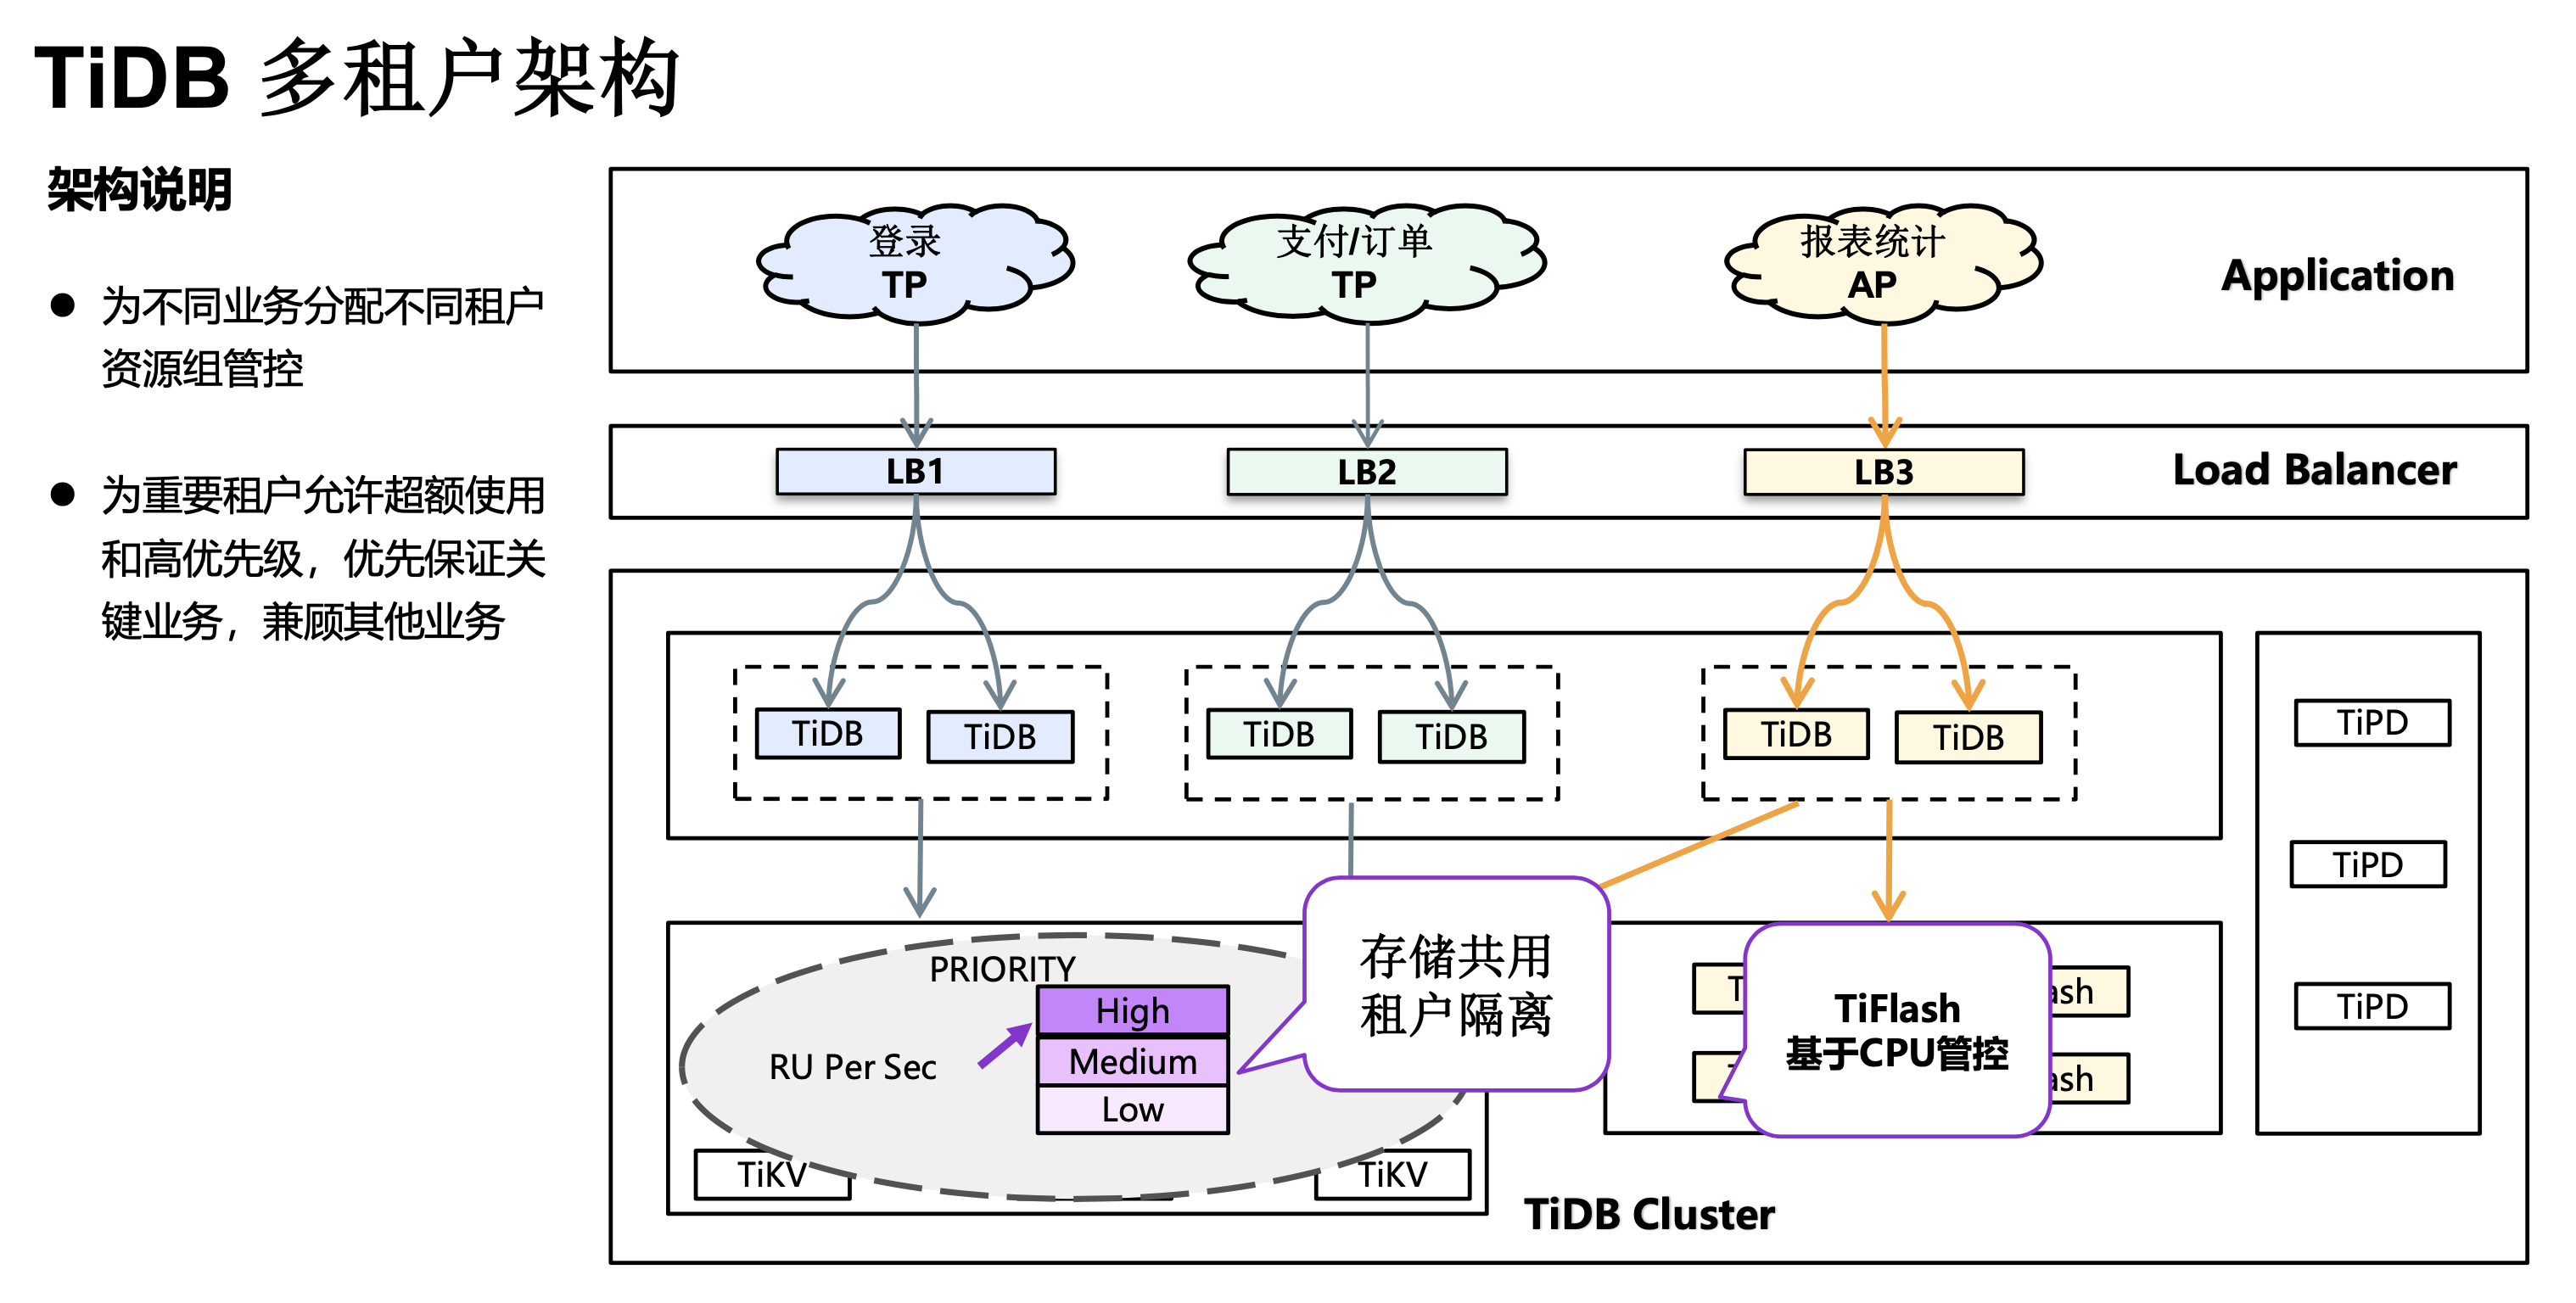 TiDB 多租户架构
架构说明
● 为不同业务分配不同租户
资源组管控
● 为重要租户允许超额使用
和高优先级，优先保证关
键业务，兼顾其他业务
登录
TP
支付/订单
TP
报表统计
AP
Application
LB1
LB2
LB3
Load Balancer
TiDB
TiDB
TiDB
TiDB
TiDB
TiDB
TiPD
TiPD
TiPD
PRIORITY
High
Medium
Low
RU Per Sec
存储共用
租户隔离
TiFlash
基于CPU管控
ash
ash
TiKV
TiKV
TiDB Cluster